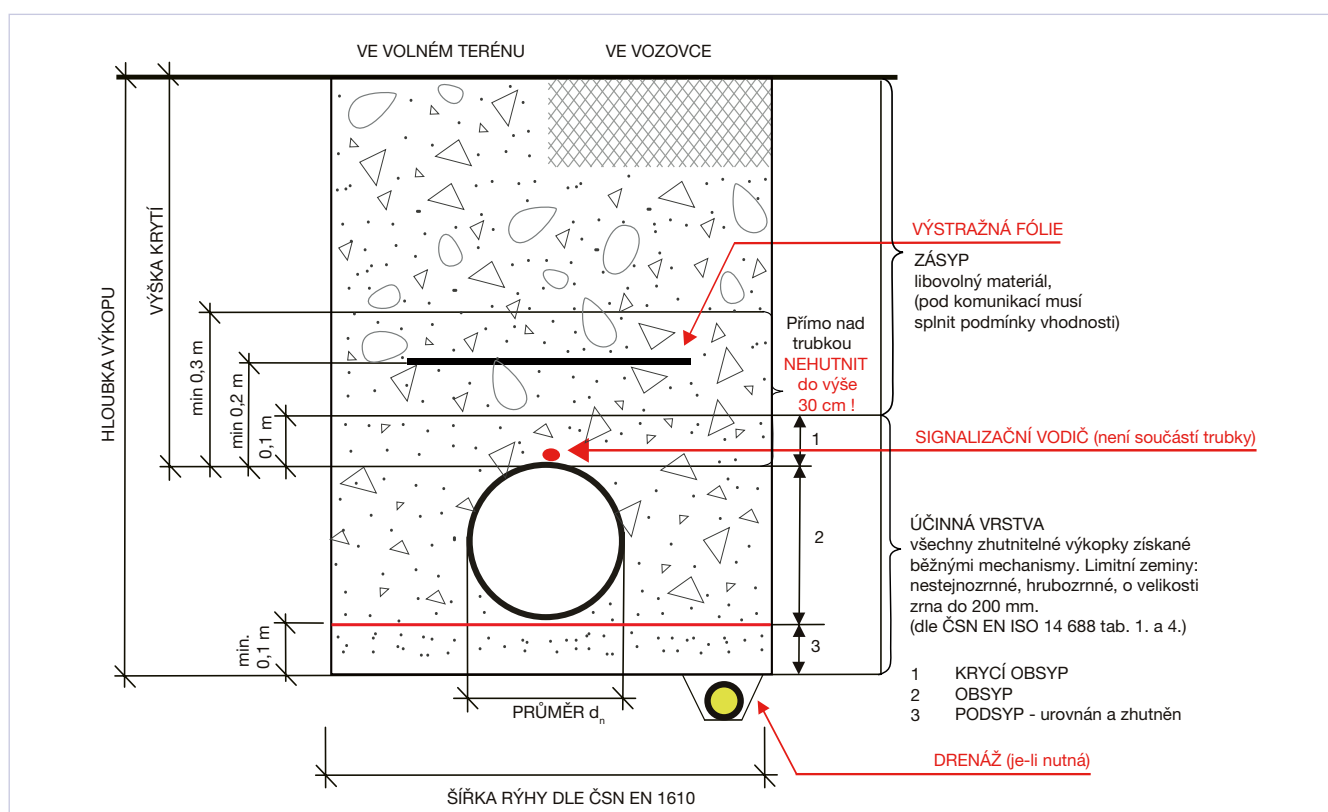 VE VOLNÉM TERÉNU
VE VOZOVCE
HLOUBKA VÝKOPU
VÝŠKA KRYTÍ
min 0,3 m
min 0,2 m
0,1 m
min.
0,1 m
VÝSTRAŽNÁ FÓLIE
ZÁSYP
libovolný materiál,
(pod komunikací musí
splnit podmínky vhodnosti)
Přímo nad
trubkou
NEHUTNIT
do výše
30 cm !
1
SIGNALIZAČNÍ VODIČ (není součástí trubky)
2
ÚČINNÁ VRSTVA
všechny zhutnitelné výkopky získané
běžnými mechanismy. Limitní zeminy:
nestejnozrnné, hrubozrnné, o velikosti
zrna do 200 mm.
(dle ČSN EN ISO 14 688 tab. 1. a 4.)
3
1 KRYCÍ OBSYP
2 OBSYP
3 PODSYP - urovnán a zhutněn
PRŮMĚR dn
DRENÁŽ (je-li nutná)
ŠÍŘKA RÝHY DLE ČSN EN 1610